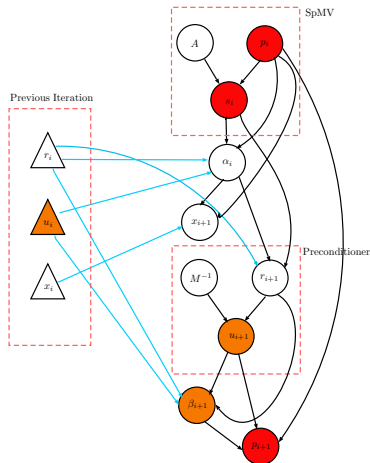 SpMV
A
p_i
s_i
Previous Iteration
r_i
α_i
u_i
x_{i+1}
x_i
Preconditioner
M^{-1}
r_{i+1}
u_{i+1}
β_{i+1}
p_{i+1}